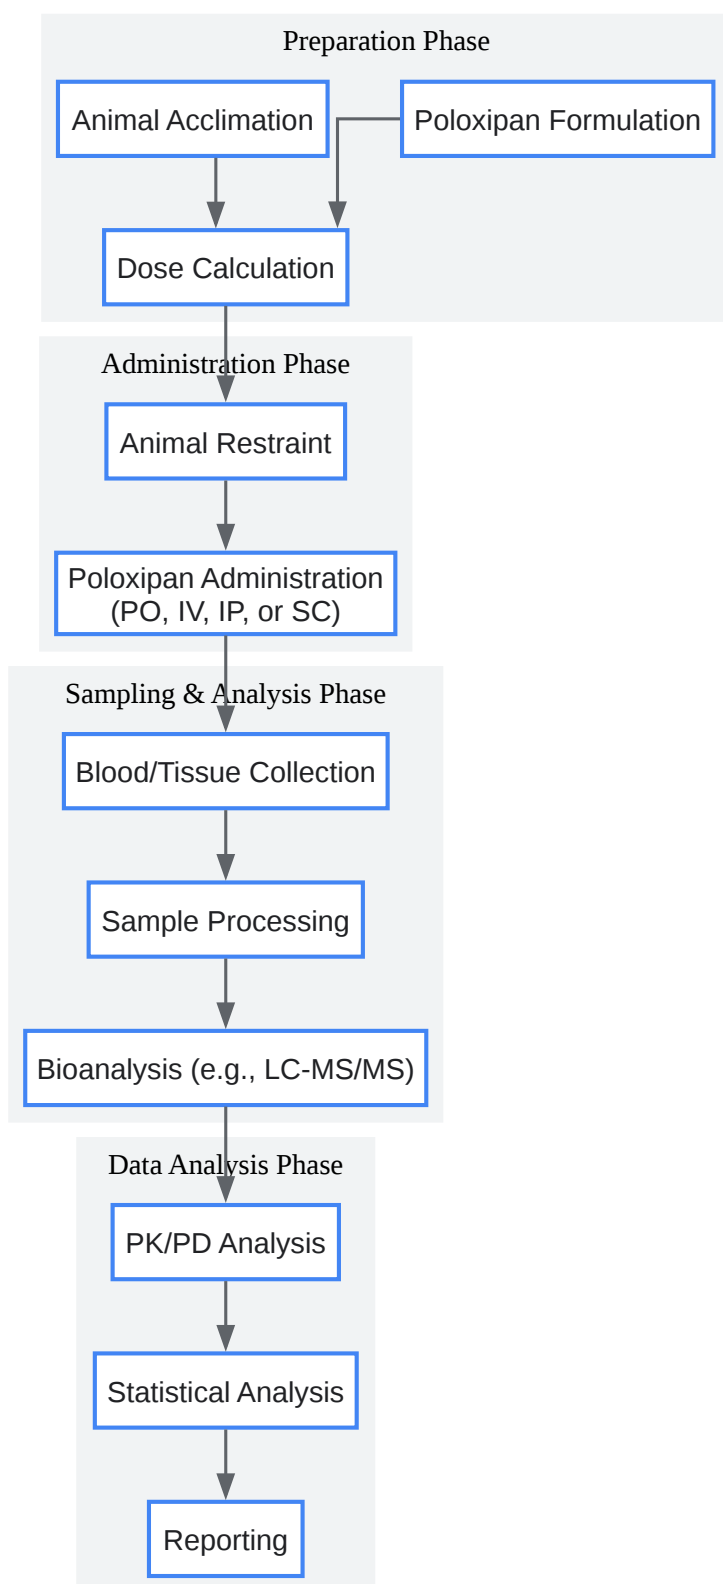 Preparation Phase
Animal Acclimation
Poloxipan Formulation
Dose Calculation
Administration Phase
Animal Restraint
Poloxipan Administration
(PO, IV, IP, or SC)
Sampling & Analysis Phase
Blood/Tissue Collection
Sample Processing
Bioanalysis (e.g., LC-MS/MS)
Data Analysis Phase
PK/PD Analysis
Statistical Analysis
Reporting